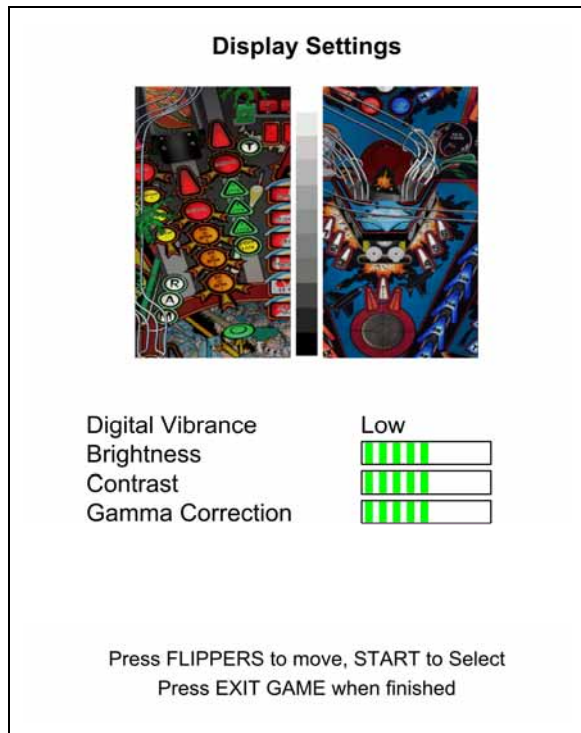 Display Settings
T
R
A
M
Digital Vibrance Low
Brightness
Contrast
Gamma Correction
Press FLIPPERS to move, START to Select
Press EXIT GAME when finished